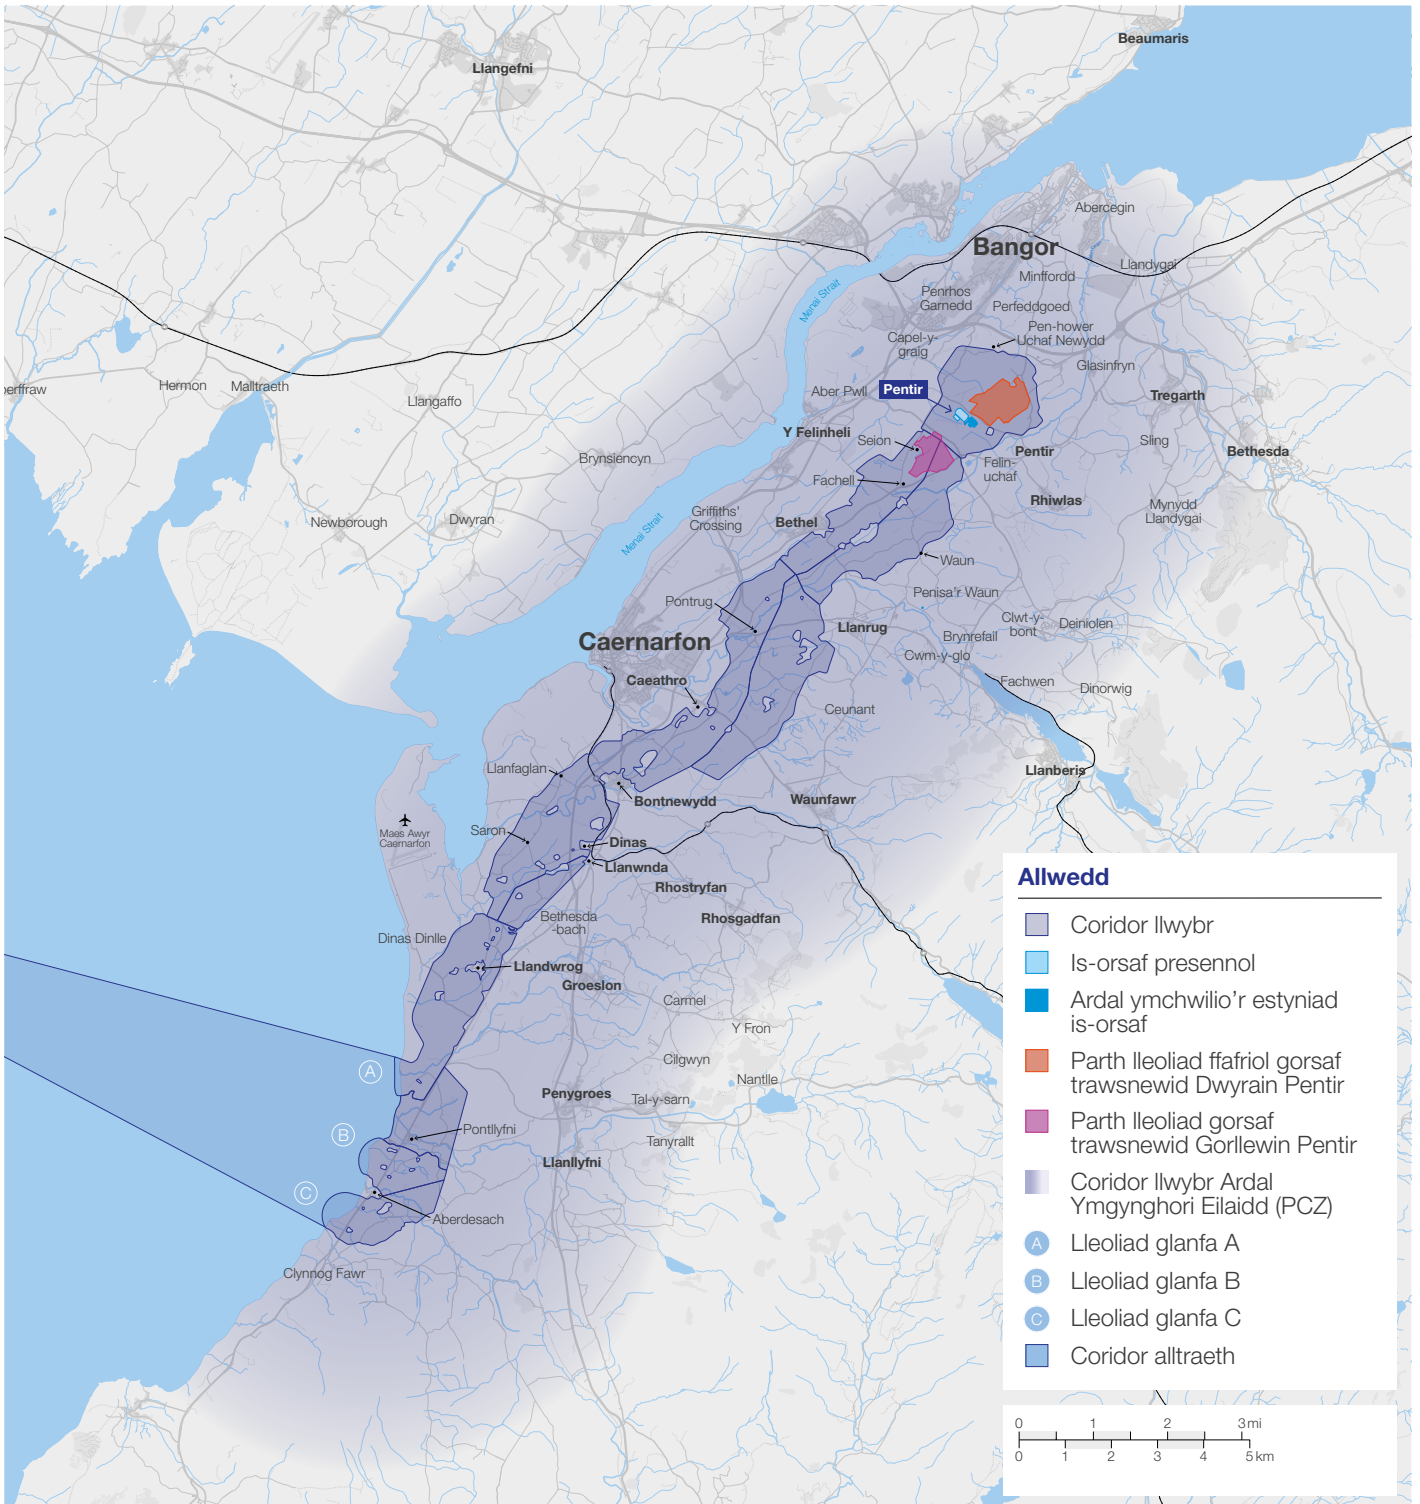 Beaumaris
Llangefni
Abercegin
Bangor
Llandygai
Minffordd
Penrhos
Garnedd
Perfeddgoed
Menai Strait
Pen-hower
Uchaf Newydd
Capel-y-
graig
Glasinfryn
Hermon
Malltraeth
erffraw
Llangaffo
Aber Pwll
Pentir
Tregarth
Y Felinheli
Seion
Sling
Pentir
Bethesda
Brynsiencyn
Felin-
uchaf
Fachell
Rhiwlas
Mynydd
Llandygai
Newborough
Dwyran
Griffiths'
Crossing
Bethel
Menai Strait
Waun
Penisa'r Waun
Pontrug
Llanrug
Clwt-y-
bont
Deiniolen
Brynrefail
Caernarfon
Cwm-y-glo
Caeathro
Fachwen
Dinorwig
Ceunant
Llanfaglan
Llanberis
Bontnewydd
Waunfawr
Maes Awyr
Caernarfon
Saron
Dinas
Llanwnda
Rhostryfan
Bethesda
-bach
Rhosgadfan
Dinas Dinlle
Llandwrog
Groeslon
Carmel
Y Fron
Cilgwyn
A
Nantlle
Penygroes
Tal-y-sarn
B
Pontllyfni
Tanyrallt
Llanllyfni
C
Aberdesach
Clynnog Fawr
Allwedd
Coridor llwybr
Is-orsaf presennol
Ardal ymchwilio'r estyniad
is-orsaf
Parth lleoliad ffafriol gorsaf
trawsnewid Dwyrain Pentir
Parth lleoliad gorsaf
trawsnewid Gorllewin Pentir
Coridor llwybr Ardal
Ymgynghori Eilaidd (PCZ)
A Lleoliad glanfa A
B Lleoliad glanfa B
C Lleoliad glanfa C
Coridor alltraeth
0 1 2 3 mi
0 1 2 3 4 5 km